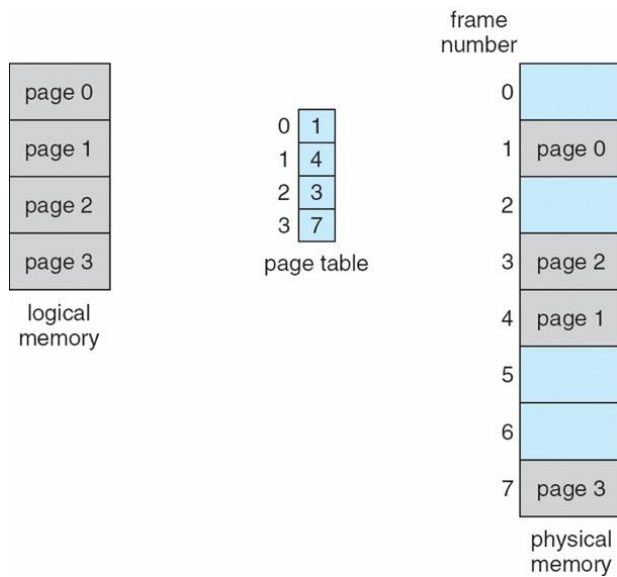 page 0
page 1
page 2
page 3
logical
memory
0 1
1 4
2 3
3 7
page table
frame
number
0
1 page 0
2
3 page 2
4 page 1
5
6
7 page 3
physical
memory